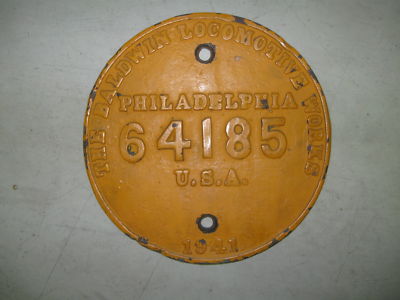 THE BALDWIN LOCOMOTIVE WORKS
PHILADELPHIA
64185
U.S.A.
1941